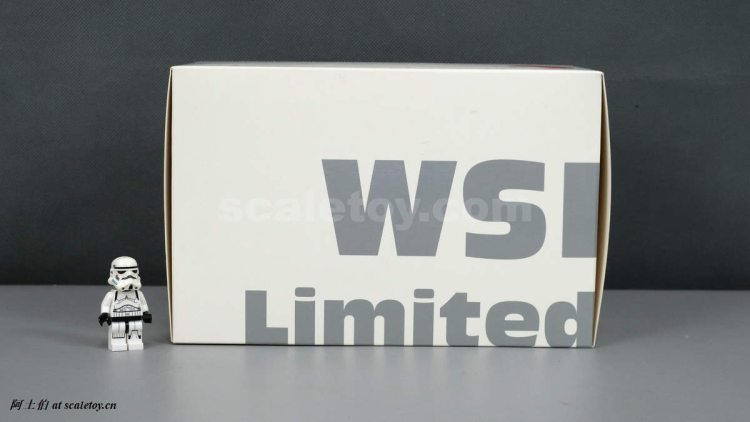 WSI
scaletoy.com
Limited
阿土伯 at scaletoy.cn